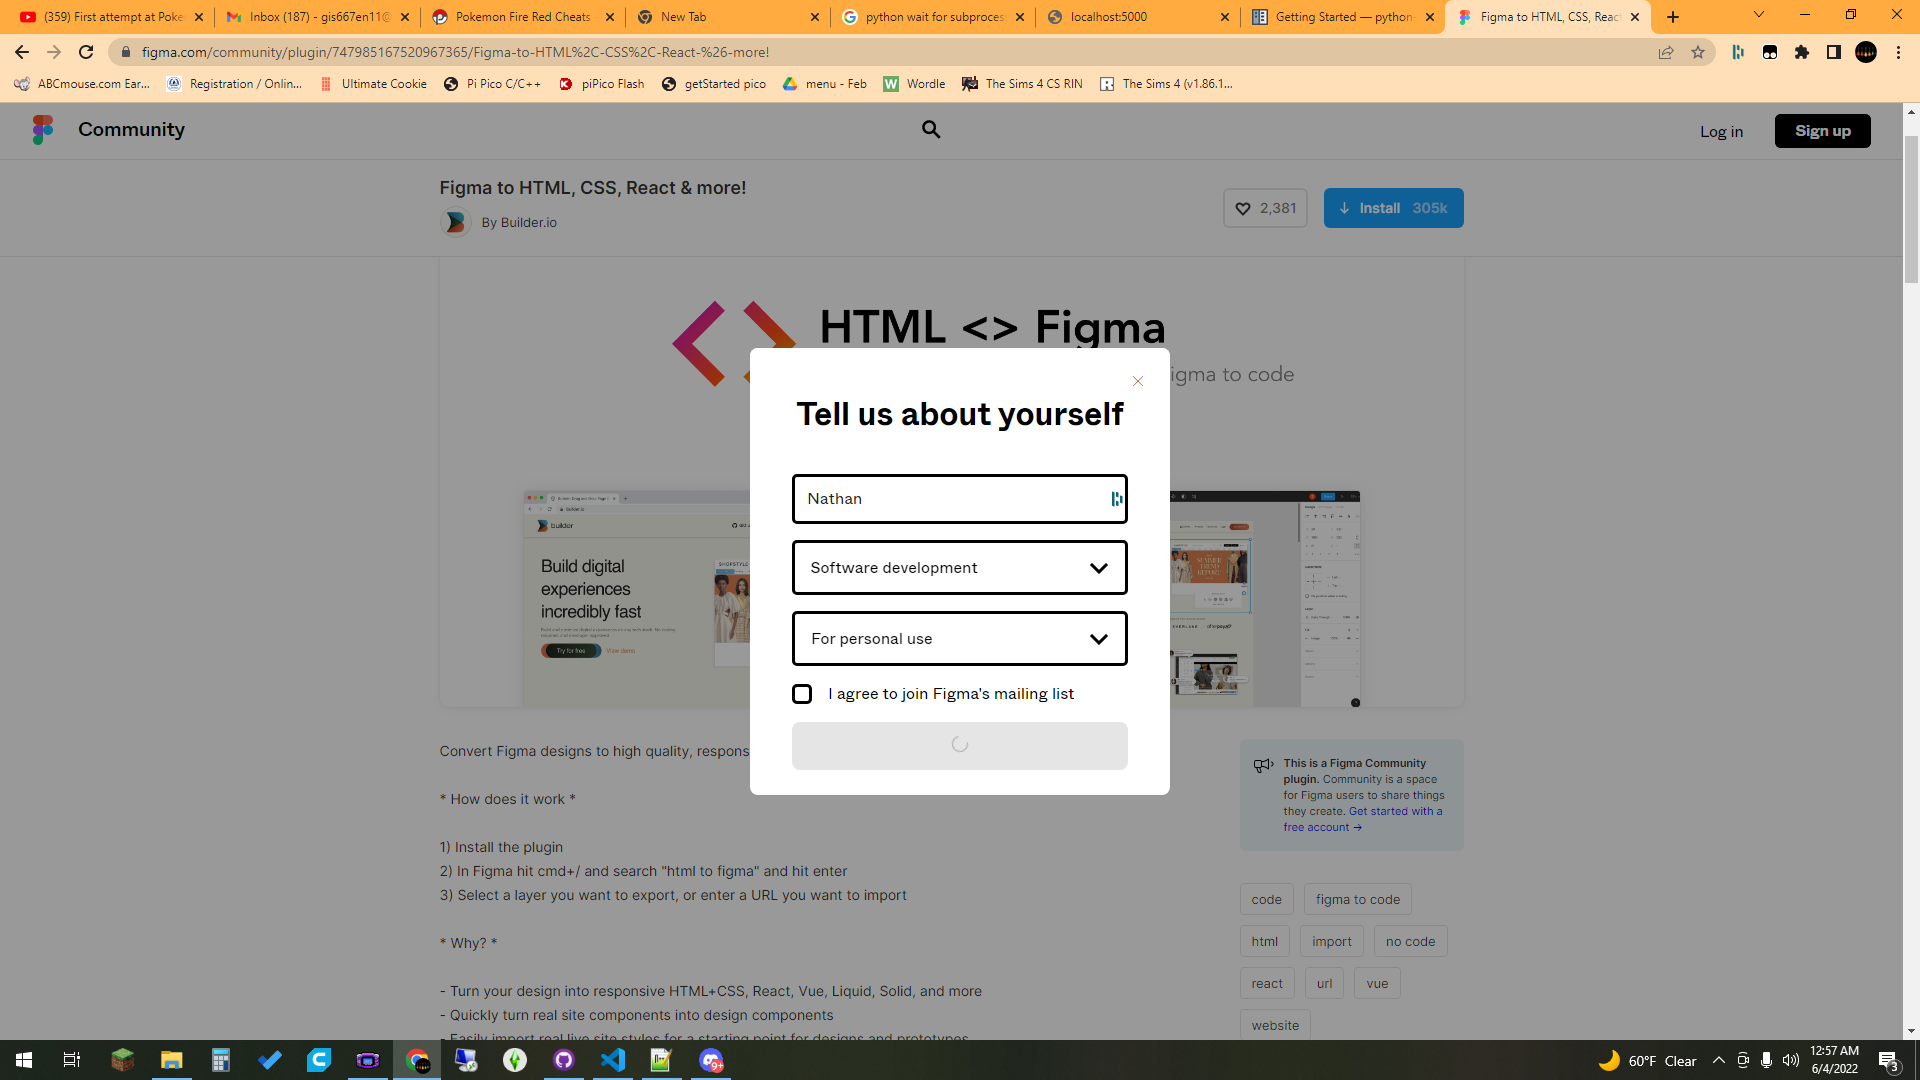 (359) First attempt at Poke
Inbox (187) - gis667en11@
Pokemon Fire Red Cheats
New Tab
python wait for subproces
localhost:5000
Getting Started — python-
Figma to HTML, CSS, React
figma.com/community/plugin/747985167520967365/Figma-to-HTML%2C-CSS%2C-React-%26-more!
ABCmouse.com Ear...
Registration / Onlin...
Ultimate Cookie
Pi Pico C/C++
piPico Flash
getStarted pico
menu - Feb
Wordle
The Sims 4 CS RIN
The Sims 4 (v1.86.1...
Community
Log in
Sign up
Figma to HTML, CSS, React & more!
By Builder.io
2,381
Install 305k
HTML <> Figma
igma to code
Tell us about yourself
Nathan
Software development
For personal use
I agree to join Figma's mailing list
builder
Build digital
experiences
incredibly fast
Try for free
View demo
SHOPSTYLE
Convert Figma designs to high quality, respons
* How does it work *
1) Install the plugin
2) In Figma hit cmd+/ and search "html to figma" and hit enter
3) Select a layer you want to export, or enter a URL you want to import
* Why? *
- Turn your design into responsive HTML+CSS, React, Vue, Liquid, Solid, and more
- Quickly turn real site components into design components
- Easily import real live site styles for a starting point for designs and prototypes
This is a Figma Community
plugin. Community is a space
for Figma users to share things
they create. Get started with a
free account →
code
figma to code
html
import
no code
react
url
vue
website
9+
60°F Clear
12:57 AM
6/4/2022
3